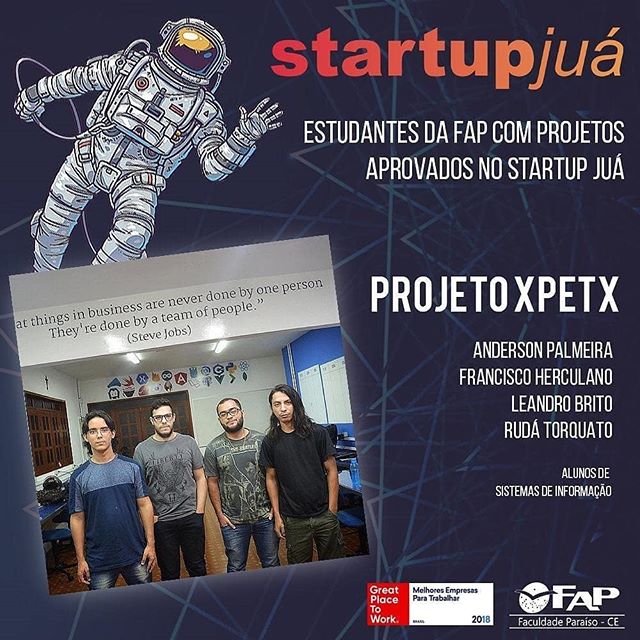 startupjuá
ESTUDANTES DA FAP COM PROJETOS
APROVADOS NO STARTUP JUÁ
at things in business are never done by one person
They're done by a team of people.”
(Steve Jobs)
PROJETO XPETX
ANDERSON PALMEIRA
FRANCISCO HERCULANO
LEANDRO BRITO
RUDÁ TORQUATO
ALUNOS DE
SISTEMAS DE INFORMAÇÃO
Great
Place
To
Work.
Melhores Empresas
Para Trabalhar
BRASIL
2018
FAP
Faculdade Paraíso - CE